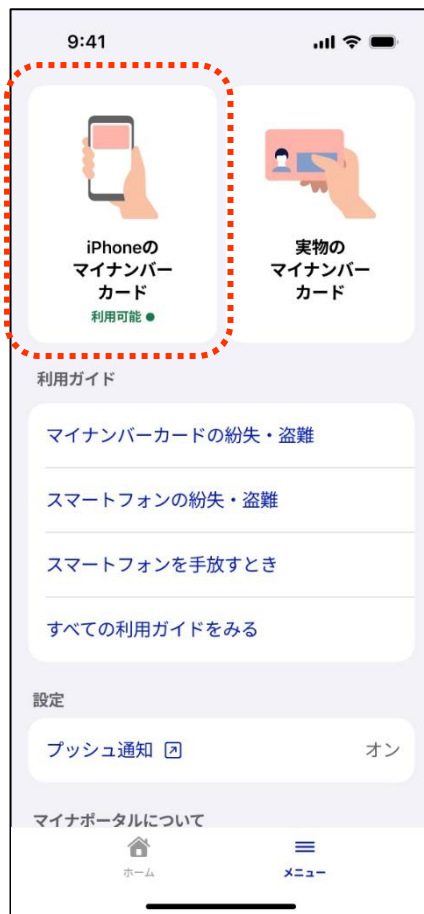 9:41
iPhoneの
マイナンバー
カード
利用可能
実物の
マイナンバー
カード
利用ガイド
マイナンバーカードの紛失・盗難
スマートフォンの紛失・盗難
スマートフォンを手放すとき
すべての利用ガイドをみる
設定
プッシュ通知 オン
マイナポータルについて
ホーム メニュー